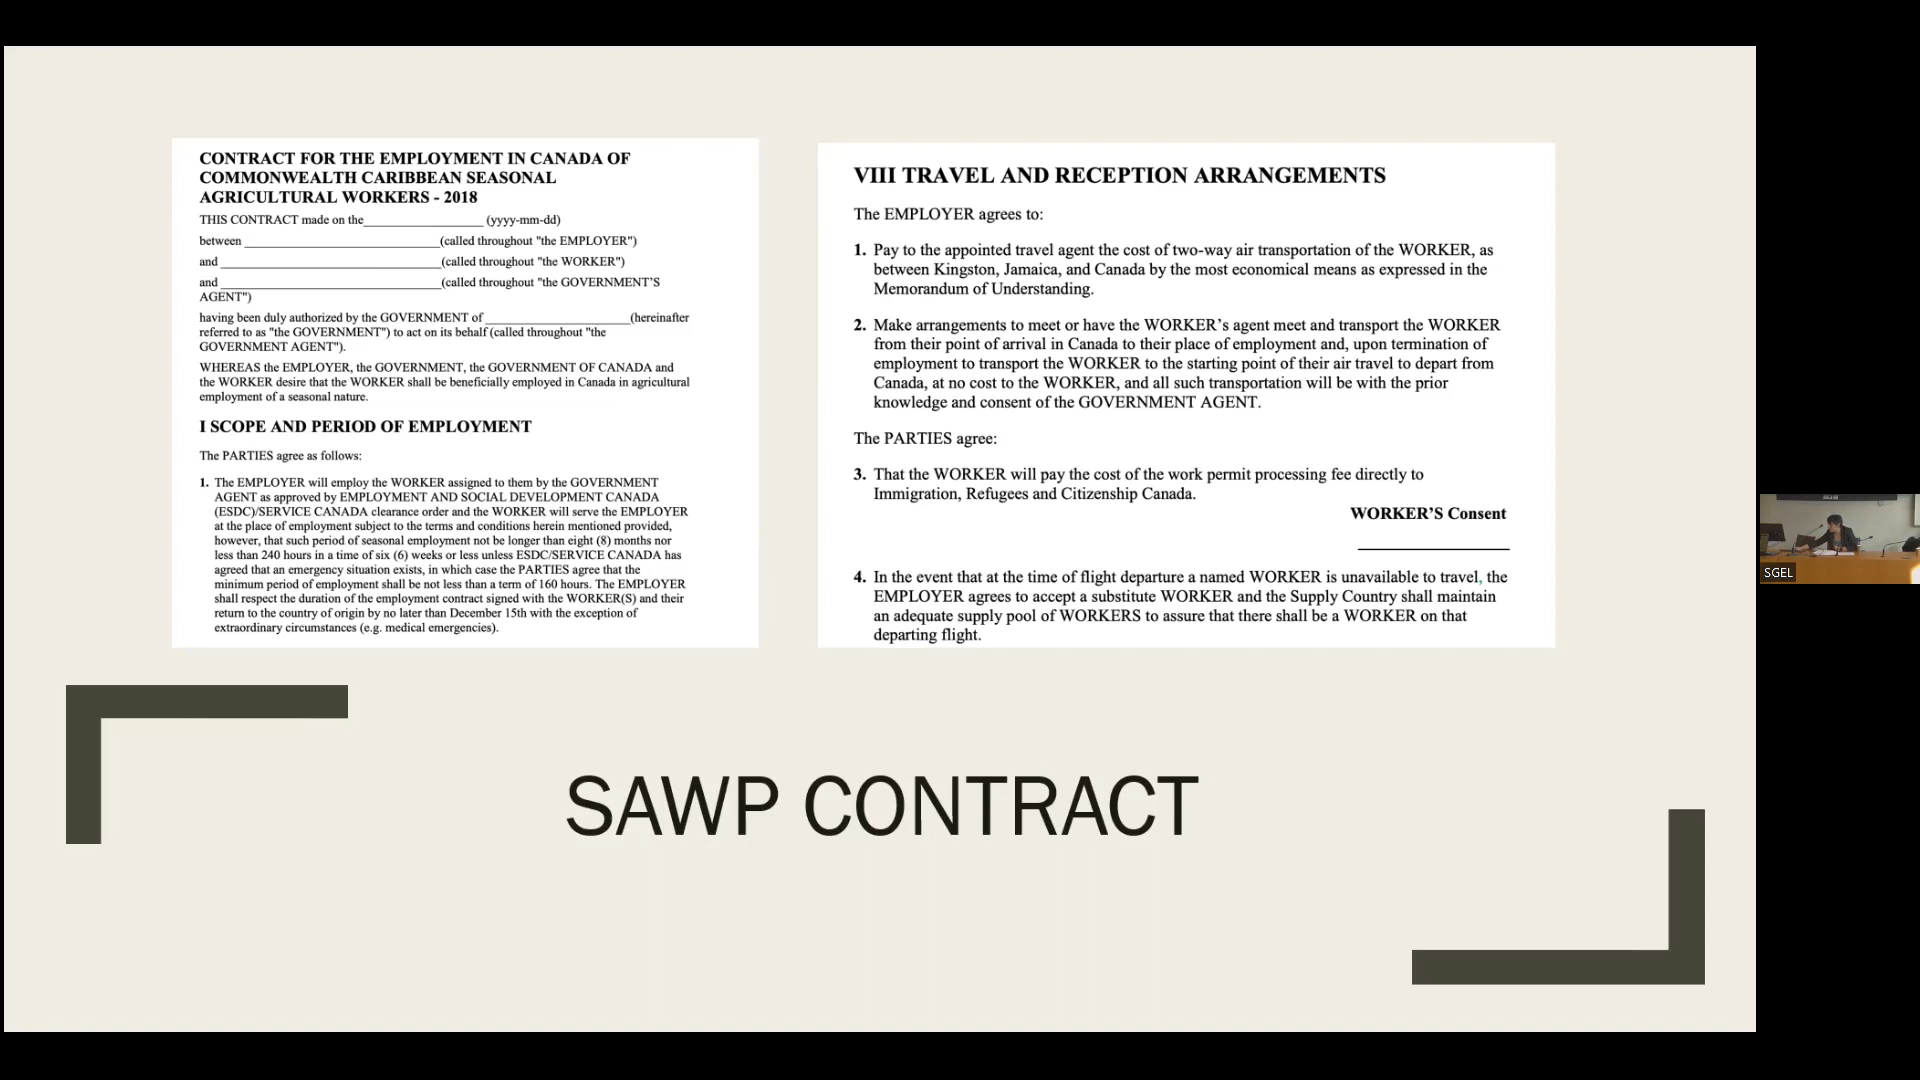 CONTRACT FOR THE EMPLOYMENT IN CANADA OF
COMMONWEALTH CARIBBEAN SEASONAL
AGRICULTURAL WORKERS - 2018
THIS CONTRACT made on the___________________ (yyyy-mm-dd)
between _______________________________(called throughout "the EMPLOYER")
and ___________________________________(called throughout "the WORKER")
and ___________________________________(called throughout "the GOVERNMENT'S
AGENT")
having been duly authorized by the GOVERNMENT of _______________________(hereinafter
referred to as "the GOVERNMENT") to act on its behalf (called throughout "the
GOVERNMENT AGENT").
WHEREAS the EMPLOYER, the GOVERNMENT, the GOVERNMENT OF CANADA and
the WORKER desire that the WORKER shall be beneficially employed in Canada in agricultural
employment of a seasonal nature.
I SCOPE AND PERIOD OF EMPLOYMENT
The PARTIES agree as follows:
1. The EMPLOYER will employ the WORKER assigned to them by the GOVERNMENT
AGENT as approved by EMPLOYMENT AND SOCIAL DEVELOPMENT CANADA
(ESDC)/SERVICE CANADA clearance order and the WORKER will serve the EMPLOYER
at the place of employment subject to the terms and conditions herein mentioned provided,
however, that such period of seasonal employment not be longer than eight (8) months nor
less than 240 hours in a time of six (6) weeks or less unless ESDC/SERVICE CANADA has
agreed that an emergency situation exists, in which case the PARTIES agree that the
minimum period of employment shall be not less than a term of 160 hours. The EMPLOYER
shall respect the duration of the employment contract signed with the WORKER(S) and their
return to the country of origin by no later than December 15th with the exception of
extraordinary circumstances (e.g. medical emergencies).
VIII TRAVEL AND RECEPTION ARRANGEMENTS
The EMPLOYER agrees to:
1. Pay to the appointed travel agent the cost of two-way air transportation of the WORKER, as
between Kingston, Jamaica, and Canada by the most economical means as expressed in the
Memorandum of Understanding.
2. Make arrangements to meet or have the WORKER's agent meet and transport the WORKER
from their point of arrival in Canada to their place of employment and, upon termination of
employment to transport the WORKER to the starting point of their air travel to depart from
Canada, at no cost to the WORKER, and all such transportation will be with the prior
knowledge and consent of the GOVERNMENT AGENT.
The PARTIES agree:
3. That the WORKER will pay the cost of the work permit processing fee directly to
Immigration, Refugees and Citizenship Canada.
WORKER'S Consent
4. In the event that at the time of flight departure a named WORKER is unavailable to travel, the
EMPLOYER agrees to accept a substitute WORKER and the Supply Country shall maintain
an adequate supply pool of WORKERS to assure that there shall be a WORKER on that
departing flight.
SAWP CONTRACT
SGEL